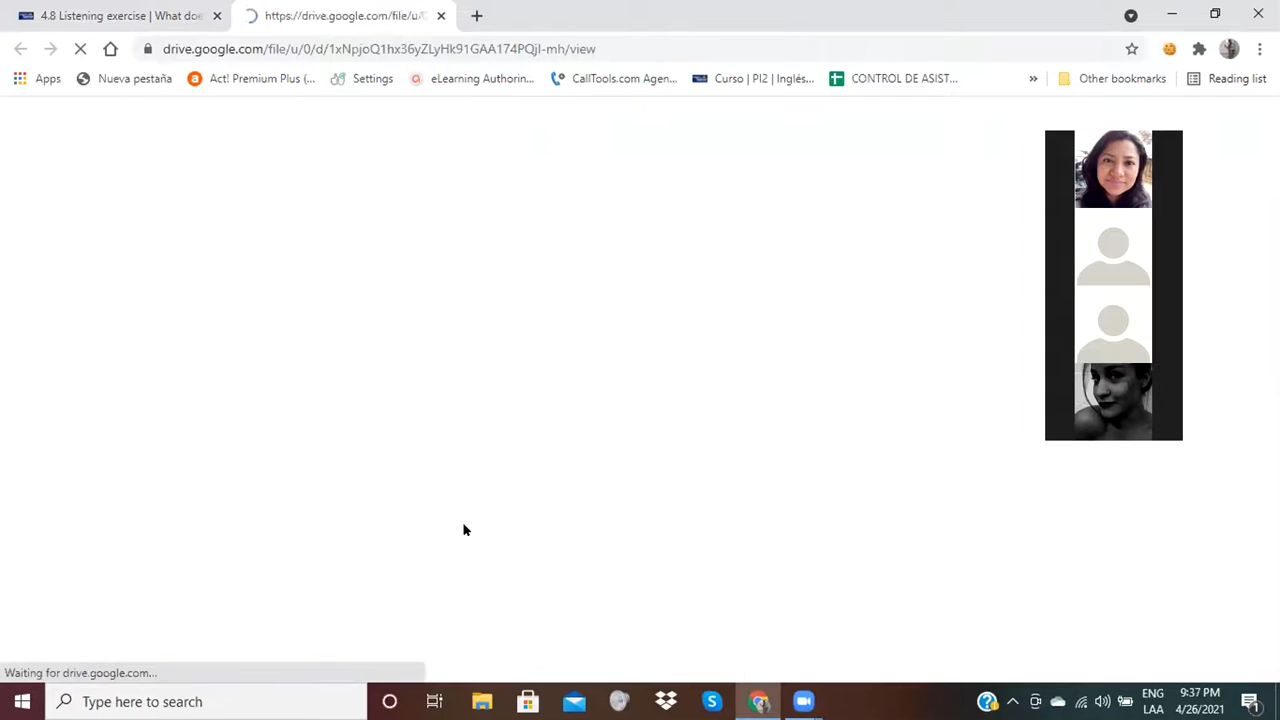 4.8 Listening exercise | What doe
https://drive.google.com/file/u/
drive.google.com/file/u/0/d/1xNpjoQ1hx36yZLyHk91GAA174PQjI-mh/view
Apps
Nueva pestaña
Act! Premium Plus (...
Settings
eLearning Authorin...
CallTools.com Agen...
Curso | PI2 | Inglés...
CONTROL DE ASIST...
»
Other bookmarks
Reading list
Waiting for drive.google.com...
Type here to search
ENG
LAA
9:37 PM
4/26/2021
1